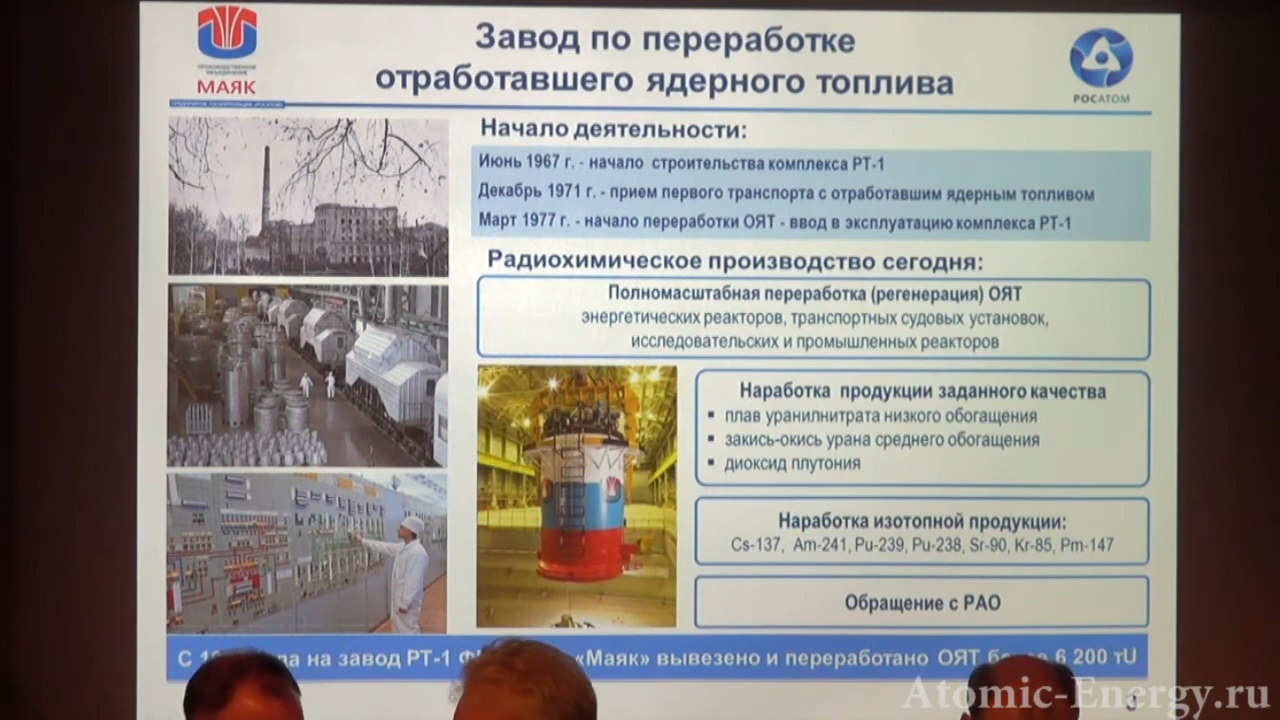 ПРОИЗВОДСТВЕННОЕ
ОБЪЕДИНЕНИЕ
МАЯК
ПРЕДПРИЯТИЕ ГОСКОРПОРАЦИИ «РОСАТОМ»
Завод по переработке
отработавшего ядерного топлива
РОСАТОМ
Начало деятельности:
Июнь 1967 г. - начало строительства комплекса РТ-1
Декабрь 1971 г. - прием первого транспорта с отработавшим ядерным топливом
Март 1977 г. - начало переработки ОЯТ - ввод в эксплуатацию комплекса РТ-1
Радиохимическое производство сегодня:
Полномасштабная переработка (регенерация) ОЯТ
энергетических реакторов, транспортных судовых установок,
исследовательских и промышленных реакторов
Наработка продукции заданного качества
▪ плав уранилнитрата низкого обогащения
▪ закись-окись урана среднего обогащения
▪ диоксид плутония
Наработка изотопной продукции:
Cs-137, Am-241, Pu-239, Pu-238, Sr-90, Kr-85, Pm-147
Обращение с РАО
С на завод РТ-1 «Маяк» вывезено и переработано ОЯТ 6 200 тU
Atomic-Energy.ru